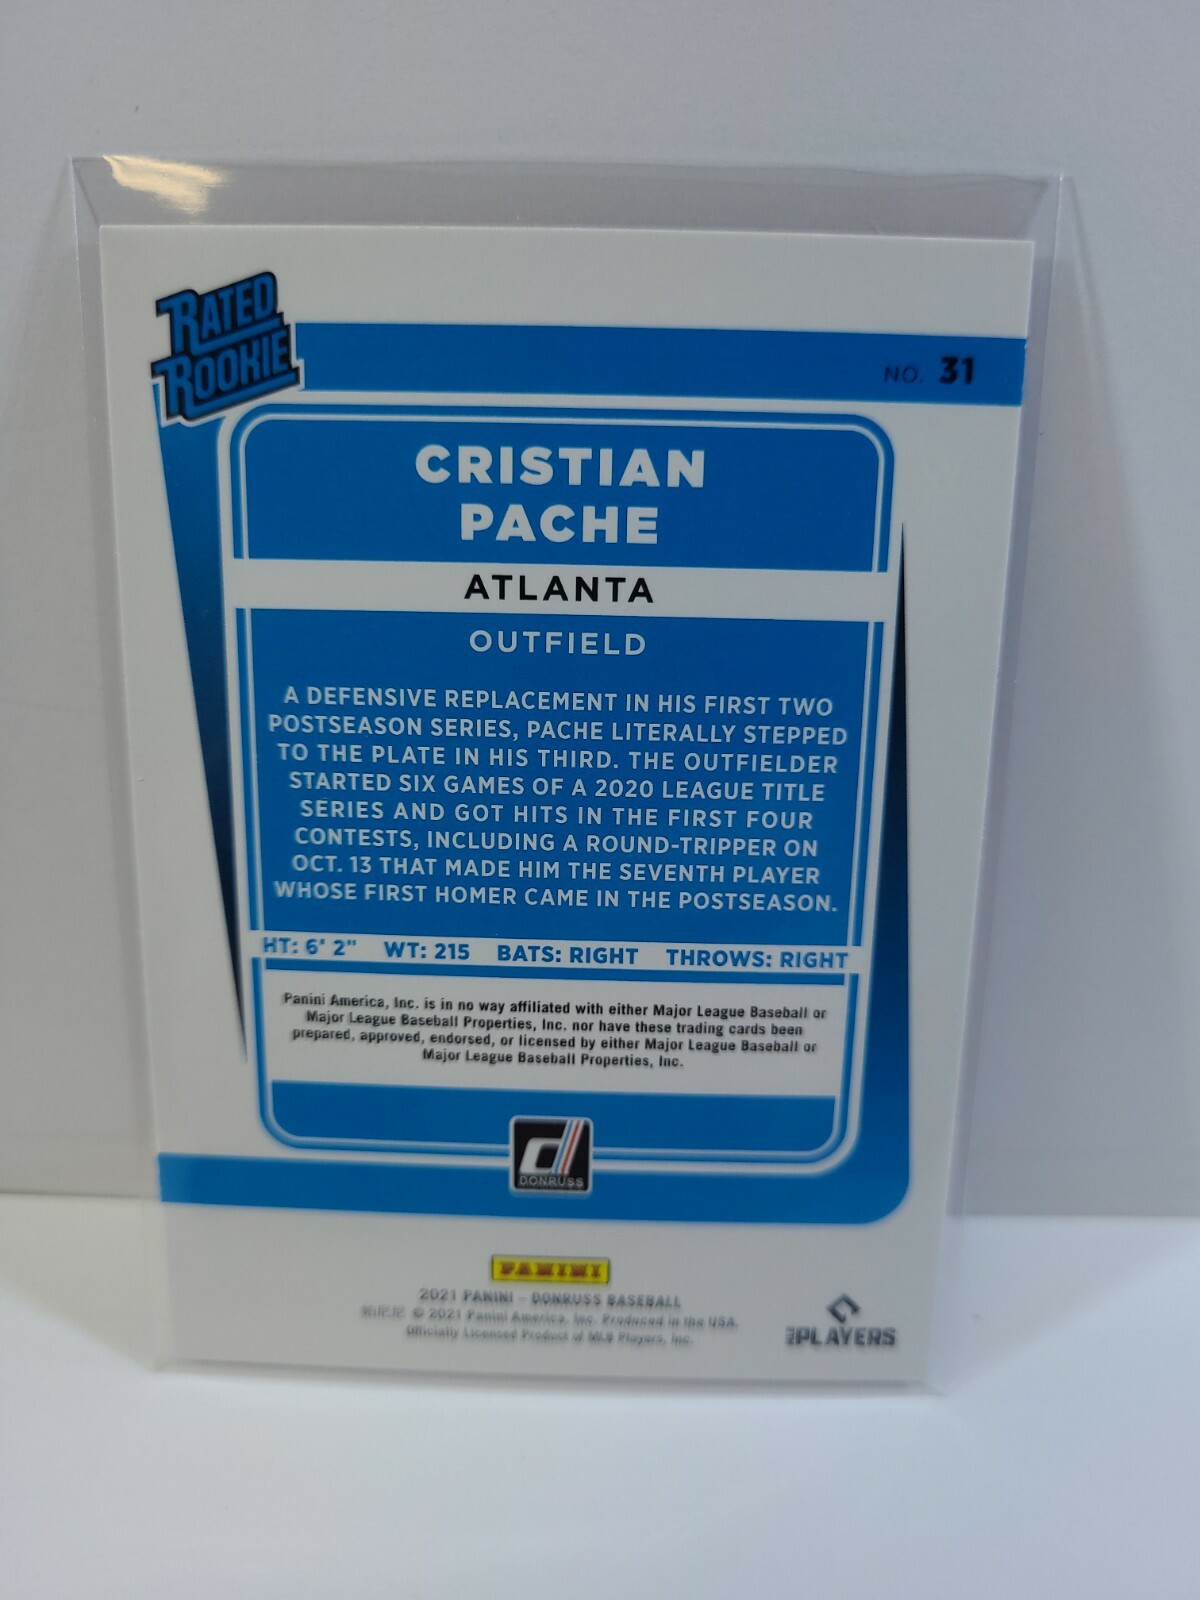 RATED
ROOKIE
NO. 31
CRISTIAN
PACHE
ATLANTA
OUTFIELD
A DEFENSIVE REPLACEMENT IN HIS FIRST TWO
POSTSEASON SERIES, PACHE LITERALLY STEPPED
TO THE PLATE IN HIS THIRD. THE OUTFIELDER
STARTED SIX GAMES OF A 2020 LEAGUE TITLE
SERIES AND GOT HITS IN THE FIRST FOUR
CONTESTS, INCLUDING A ROUND-TRIPPER ON
OCT. 13 THAT MADE HIM THE SEVENTH PLAYER
WHOSE FIRST HOMER CAME IN THE POSTSEASON.
HT: 6' 2" WT: 215 BATS: RIGHT THROWS: RIGHT
Panini America, Inc. is in no way affiliated with either Major League Baseball or
Major League Baseball Properties, Inc. nor have these trading cards been
prepared, approved, endorsed, or licensed by either Major League Baseball or
Major League Baseball Properties, Inc.
DONRUSS
PANINI
2021 PANINI - DONRUSS BASEBALL
© 2021 Panini America, Inc. Produced in the USA.
Officially Licensed Product of MLB Players, Inc.
PLAYERS